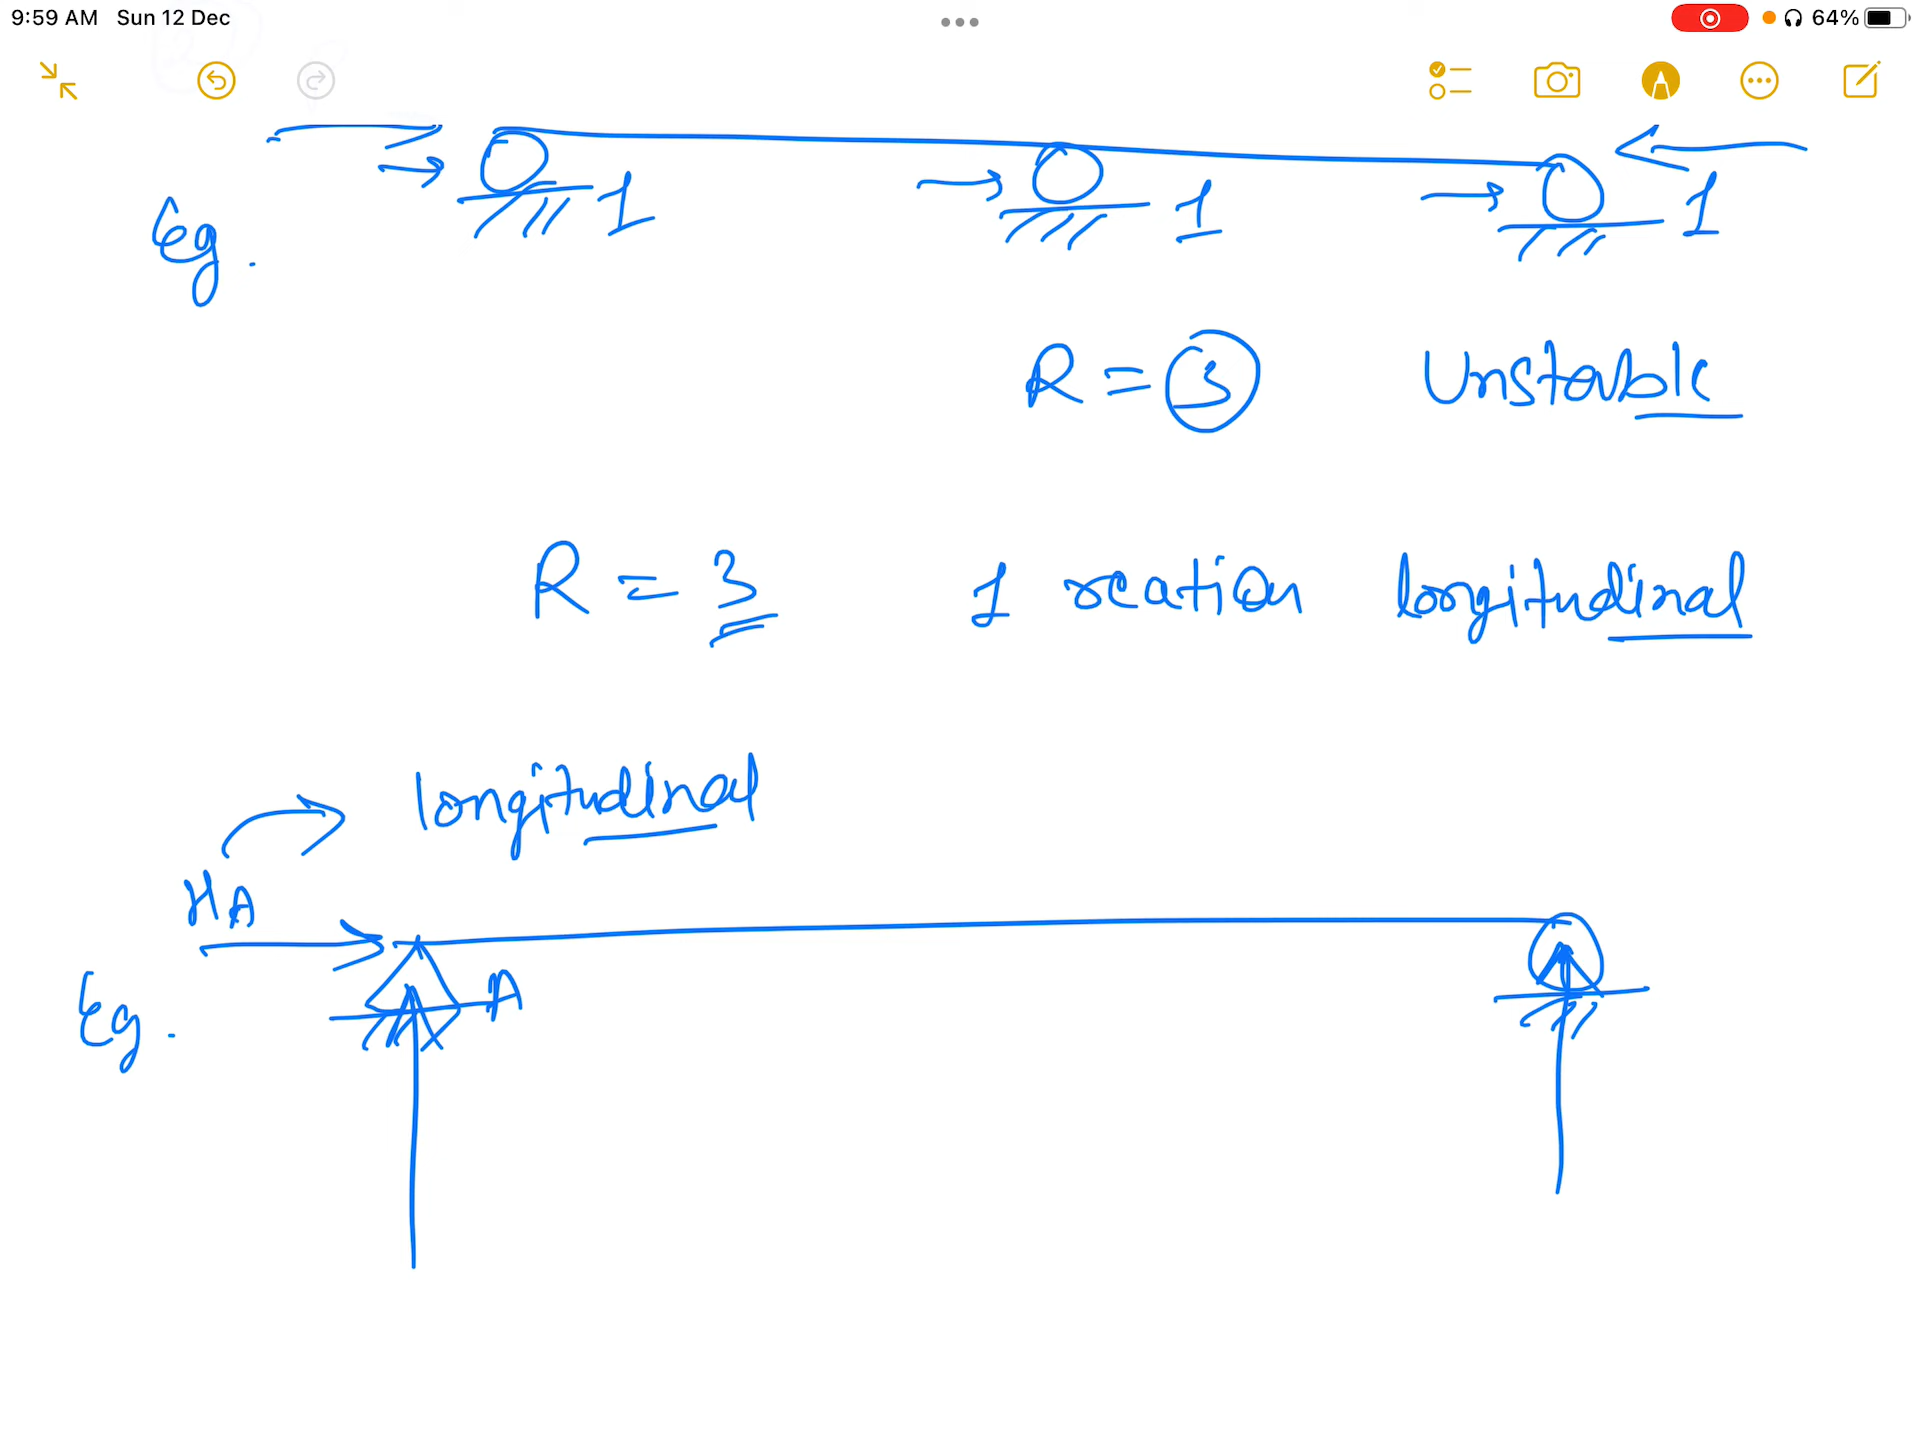 9:59 AM Sun 12 Dec 64%
1 1 1
Eg.
R = 3 Unstable
R = 3 1 reation longitudinal
longitudinal
HA
A
Eg.